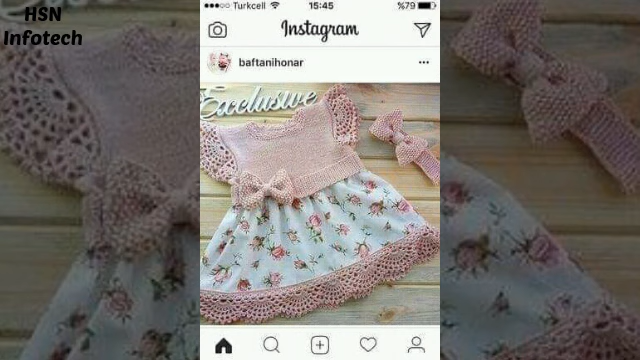 HSN
Infotech
Turkcell 15:45 %79
Instagram
baftanihonar
Exclusive